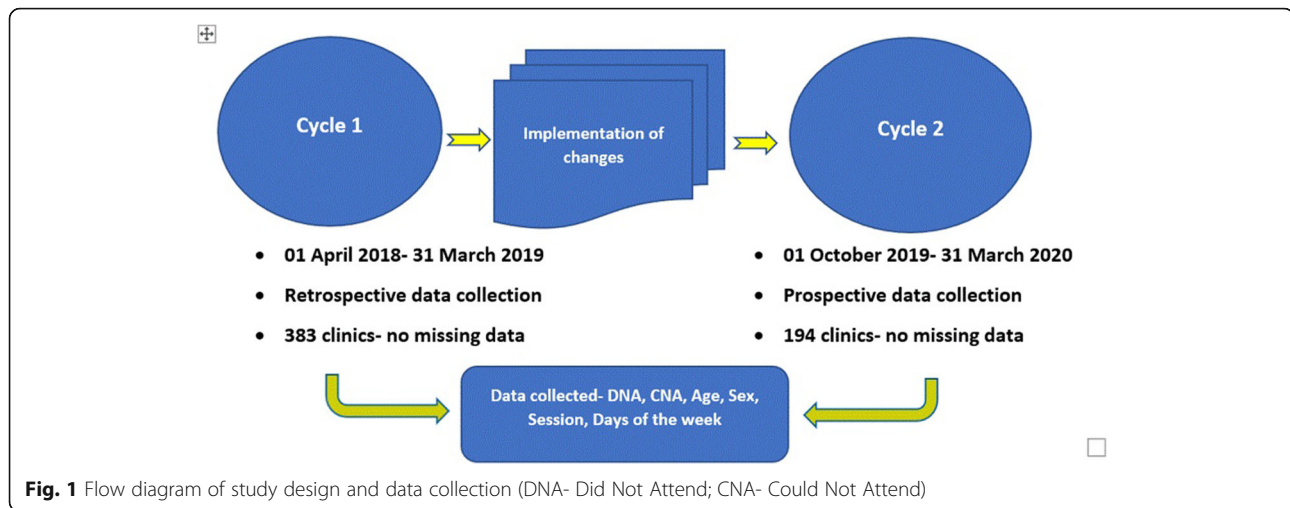 Cycle 1
Implementation of
changes
Cycle 2
• 01 April 2018- 31 March 2019
• Retrospective data collection
• 383 clinics- no missing data
• 01 October 2019- 31 March 2020
• Prospective data collection
• 194 clinics- no missing data
Data collected- DNA, CNA, Age, Sex,
Session, Days of the week
Fig. 1 Flow diagram of study design and data collection (DNA- Did Not Attend; CNA- Could Not Attend)